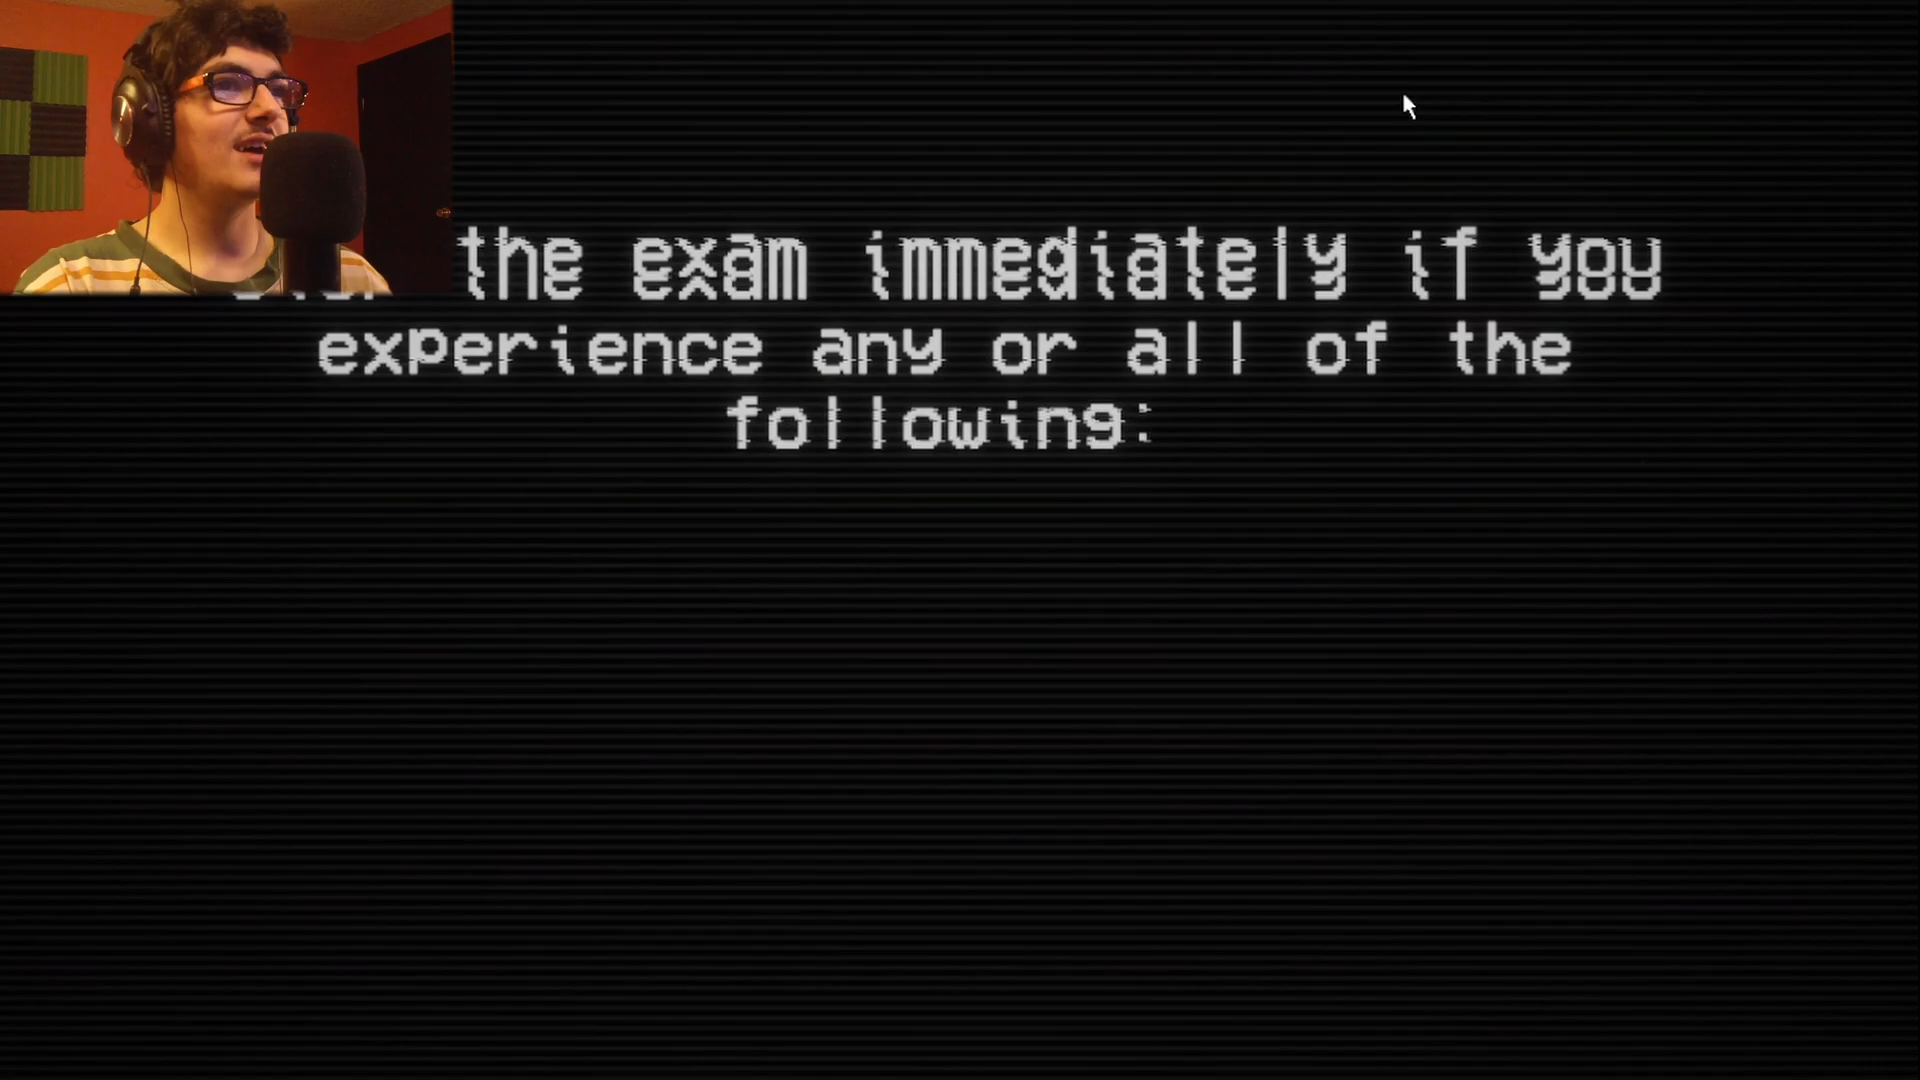 the exam immediately if you
experience any or all of the
following: